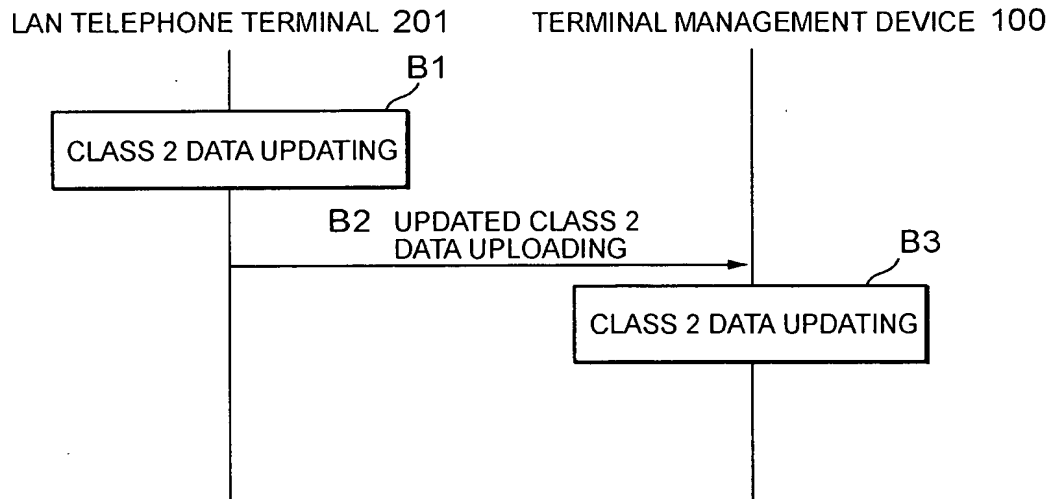 LAN TELEPHONE TERMINAL 201
TERMINAL MANAGEMENT DEVICE 100
B1
CLASS 2 DATA UPDATING
B2 UPDATED CLASS 2
DATA UPLOADING
B3
CLASS 2 DATA UPDATING